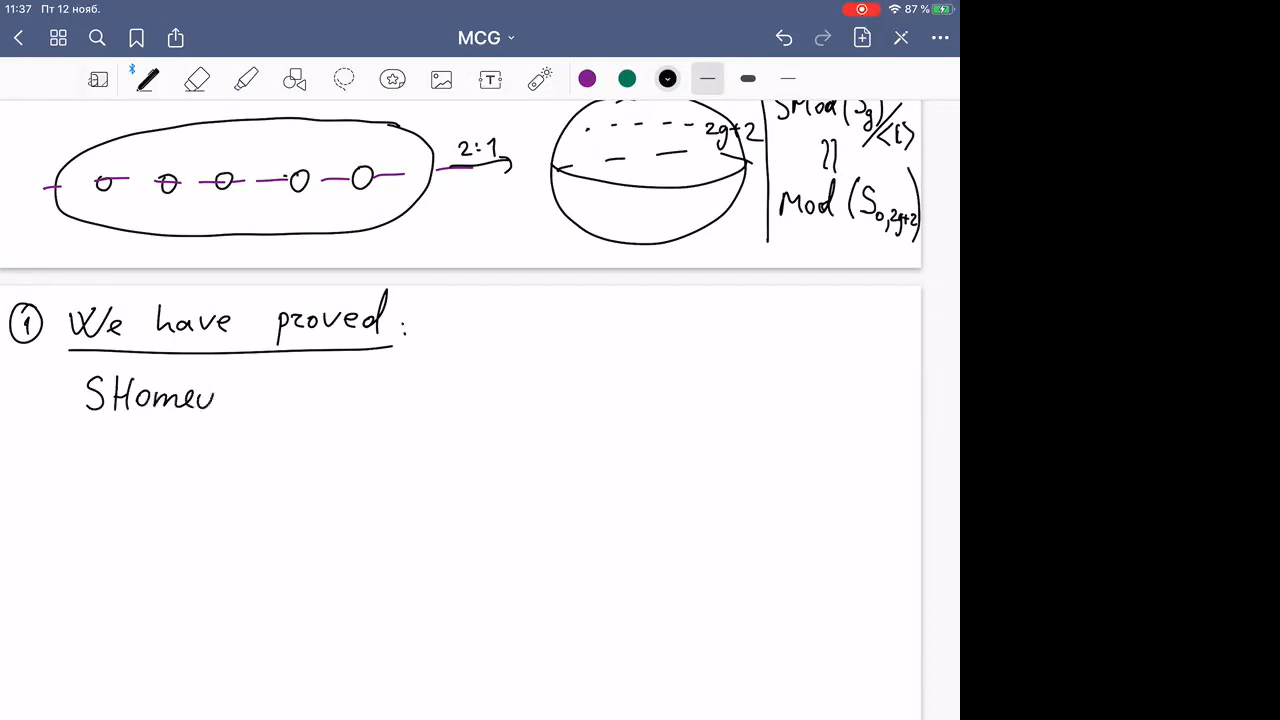 11:37 Пт 12 нояб. 87 %
MCG
T
2:1
2g+2
SMod(Sg)/<[]>
Mod (S0,2g+2)
① We have proved:
SHomeu